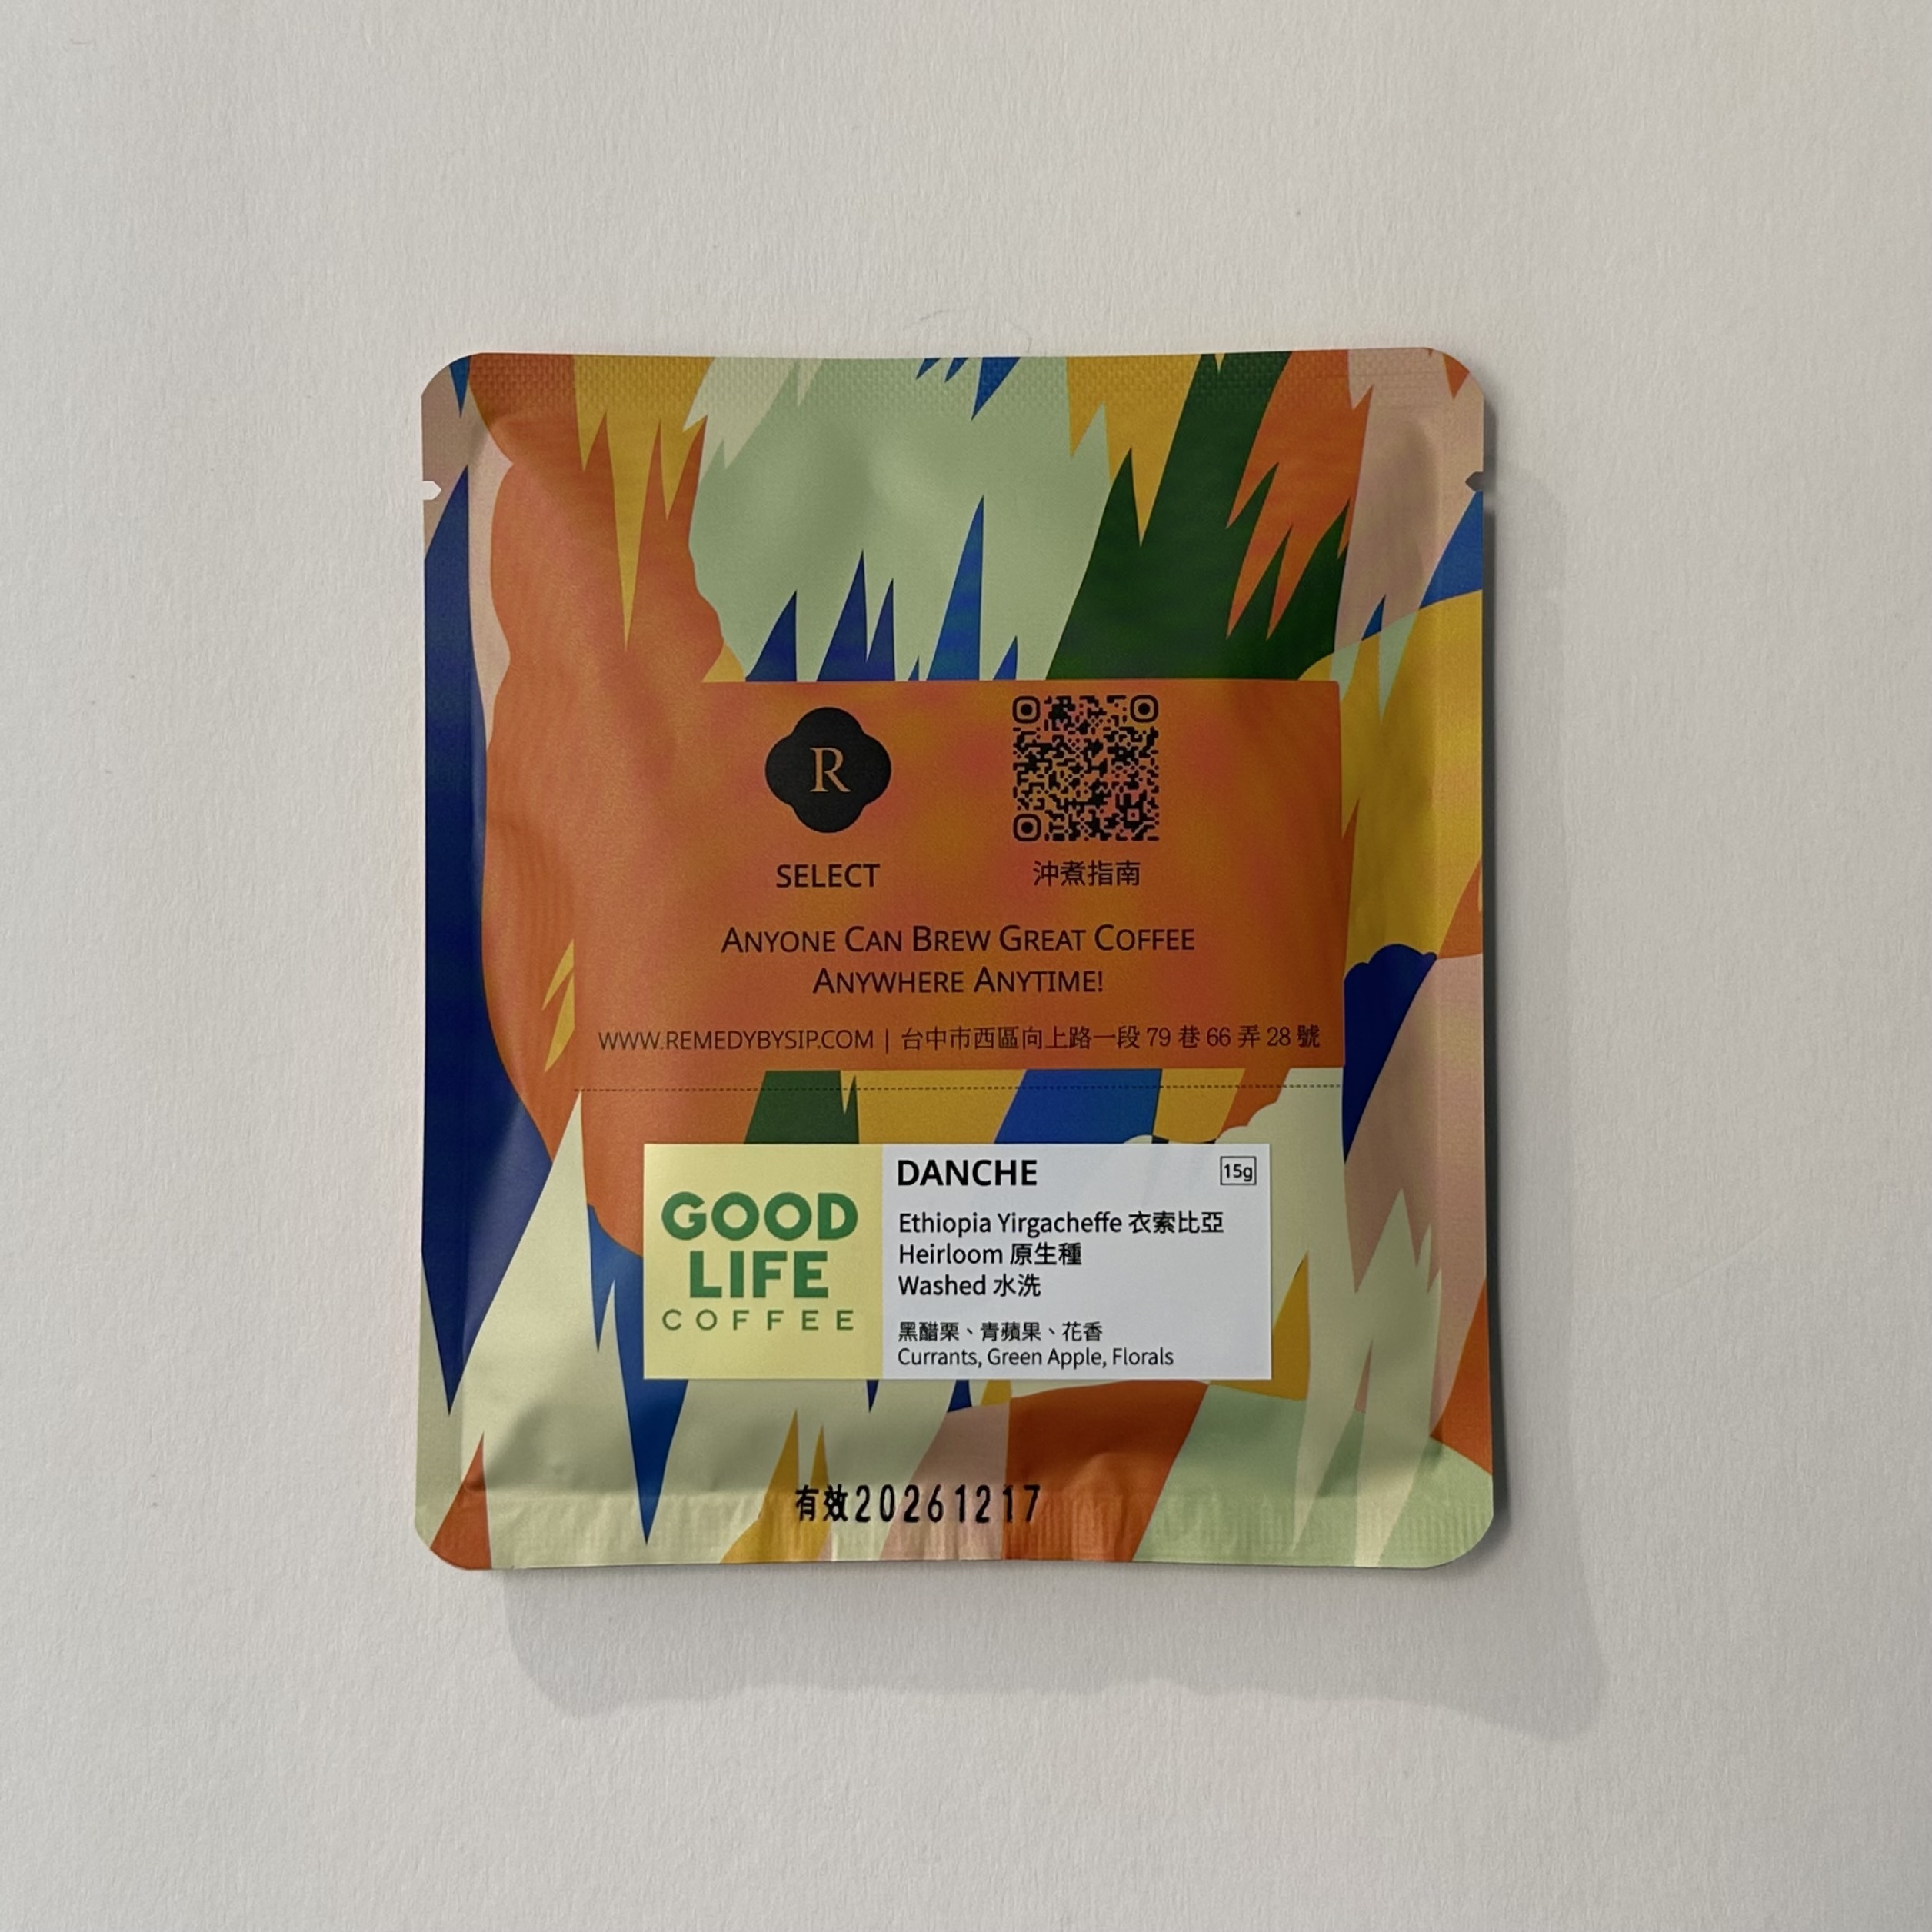 R
SELECT
沖煮指南
ANYONE CAN BREW GREAT COFFEE
ANYWHERE ANYTIME!
WWW.REMEDYBYSIP.COM | 台中市西區向上路一段 79 巷 66 弄 28 號
GOOD
LIFE
COFFEE
DANCHE
15g
Ethiopia Yirgacheffe 衣索比亞
Heirloom 原生種
Washed 水洗
黑醋栗、青蘋果、花香
Currants, Green Apple, Florals
有效20261217